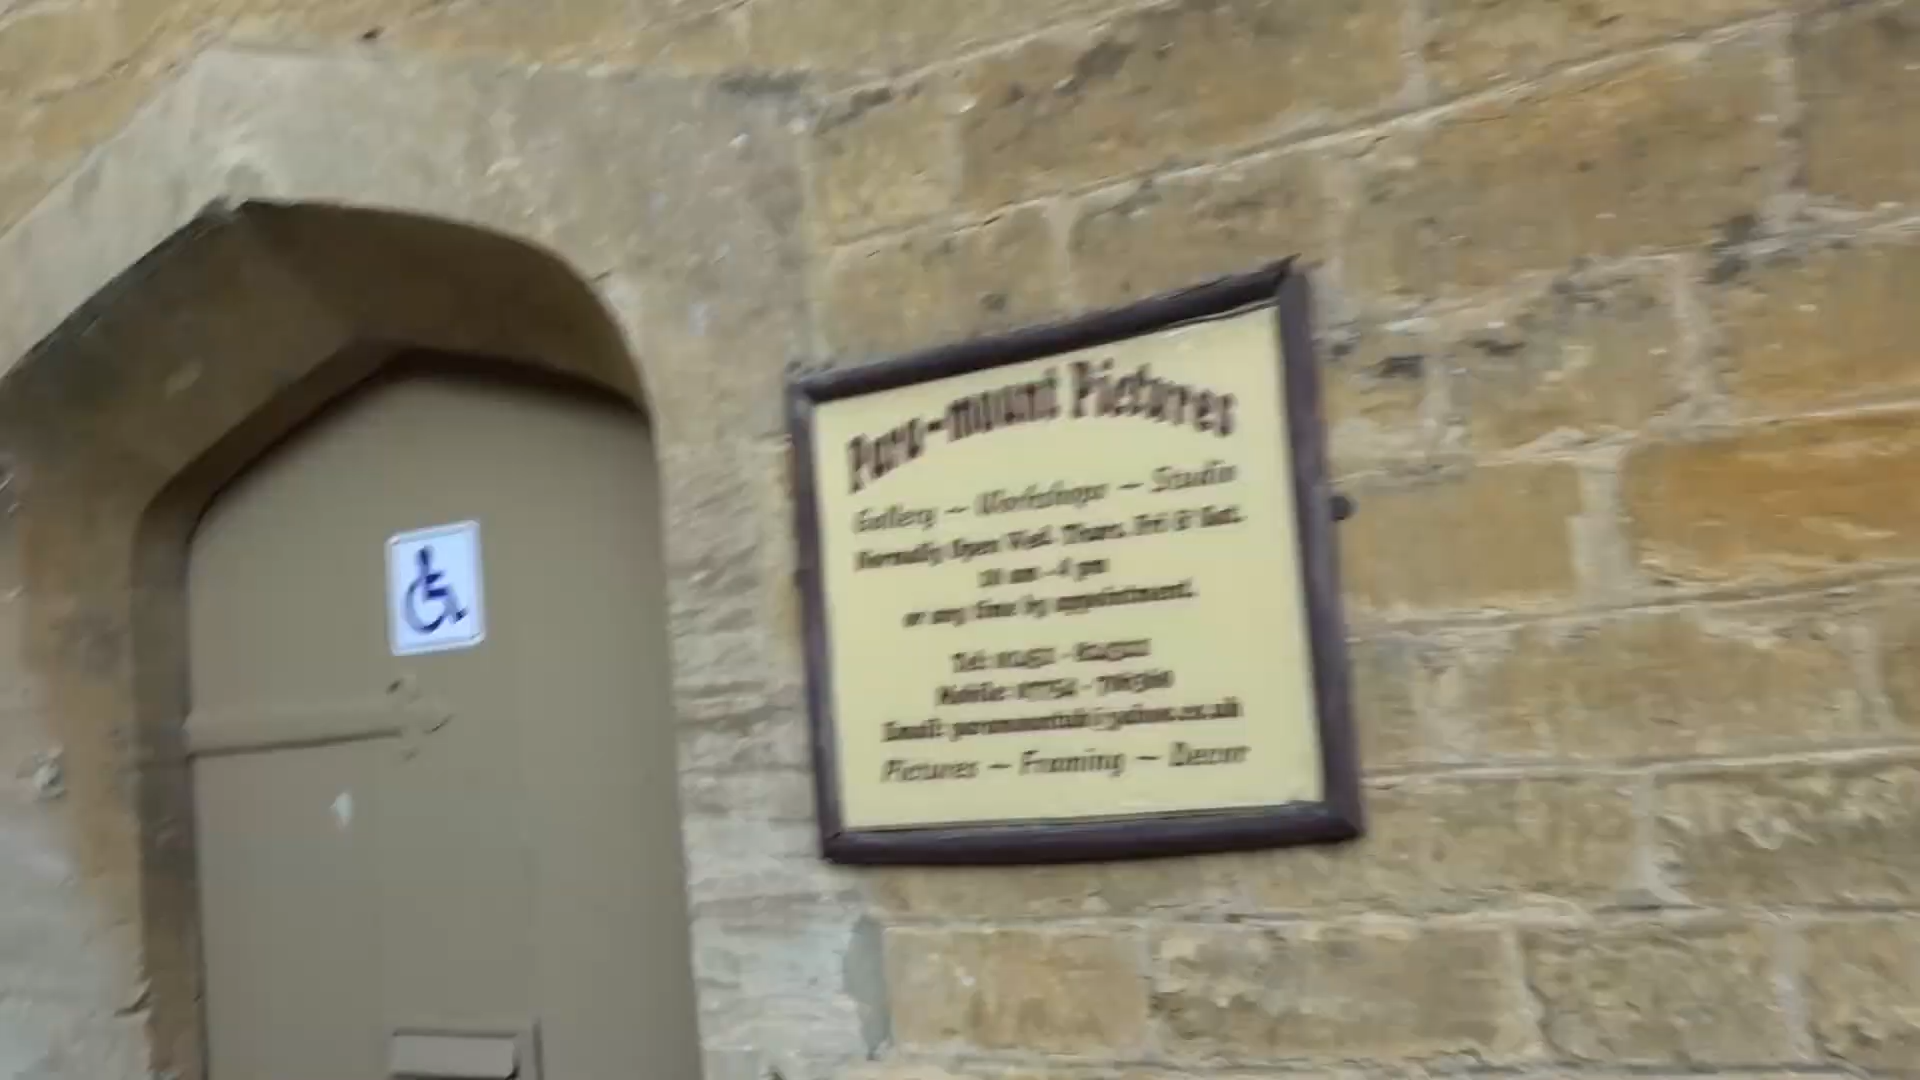 Para-mount Pictures
Gallery ~ Workshops ~ Studio
Normally Open Wed. Thurs. Fri & Sat.
10 am - 4 pm
or any time by appointment.
Tel:
Mobile:
Email:
Pictures ~ Framing ~ Decor